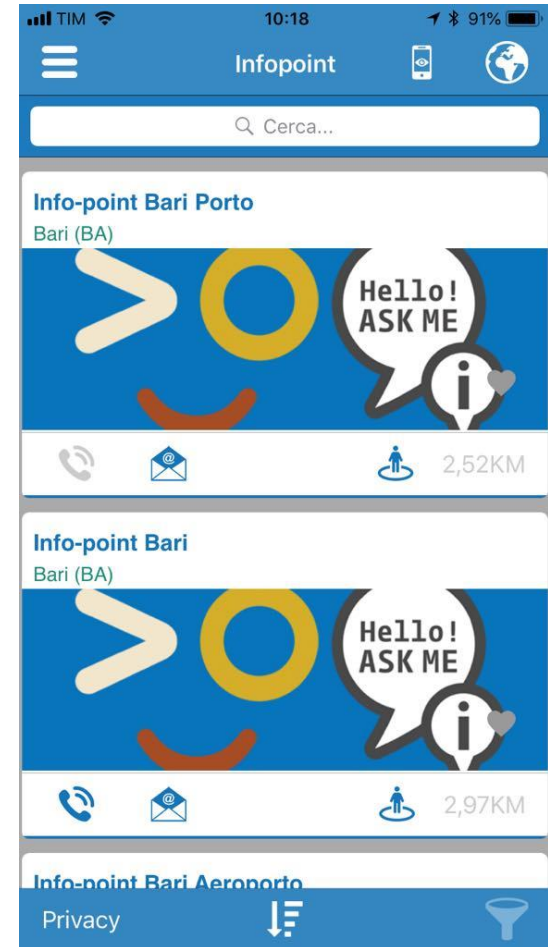 TIM 10:18 91%
Infopoint
Cerca...
Info-point Bari Porto
Bari (BA)
Hello!
ASK ME
i
@
2,52KM
Info-point Bari
Bari (BA)
Hello!
ASK ME
i
@
2,97KM
Info-point Bari Aeroporto
Privacy